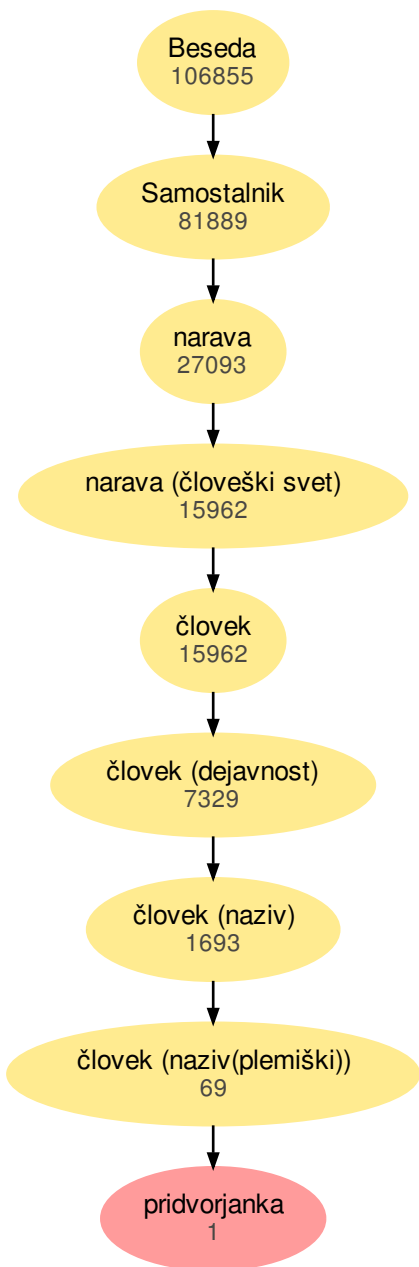 Beseda
106855
Samostalnik
81889
narava
27093
narava (človeški svet)
15962
človek
15962
človek (dejavnost)
7329
človek (naziv)
1693
človek (naziv(plemiški))
69
pridvorjanka
1